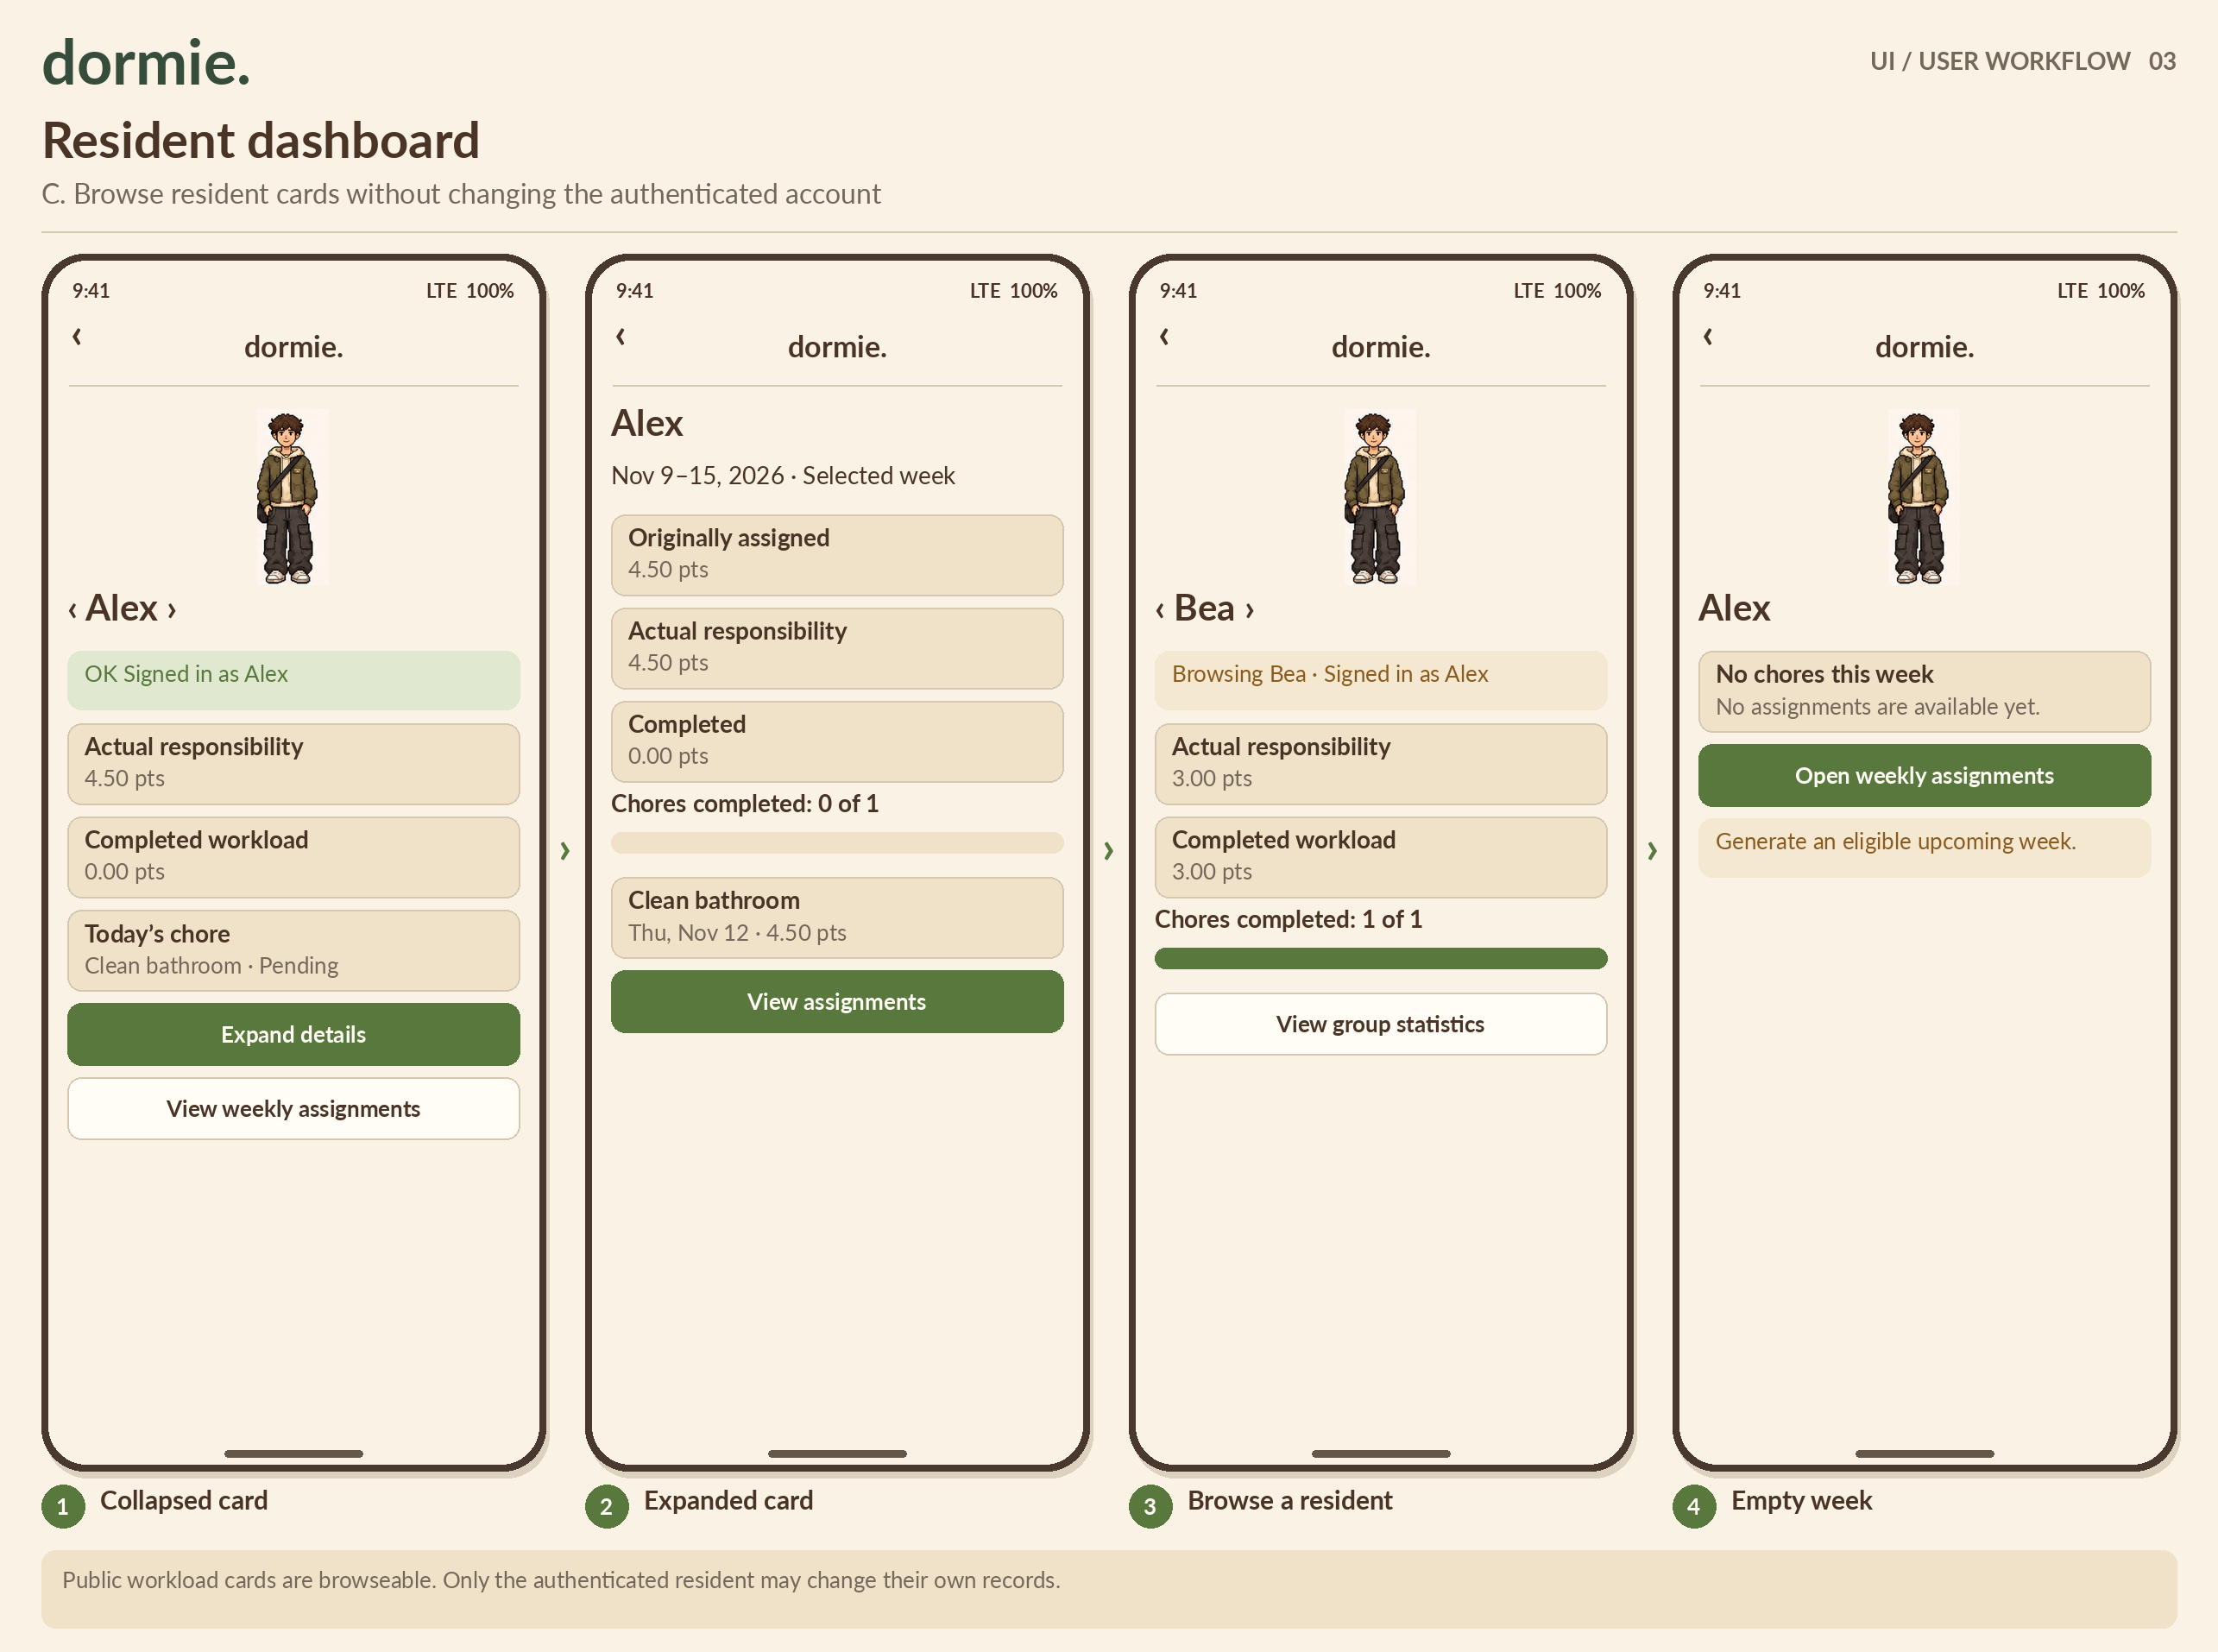 dormie.
UI / USER WORKFLOW 03
Resident dashboard
C. Browse resident cards without changing the authenticated account
9:41
LTE 100%
‹
dormie.
‹ Alex ›
OK Signed in as Alex
Actual responsibility
4.50 pts
Completed workload
0.00 pts
Today's chore
Clean bathroom · Pending
Expand details
View weekly assignments
1 Collapsed card
›
9:41
LTE 100%
‹
dormie.
Alex
Nov 9–15, 2026 · Selected week
Originally assigned
4.50 pts
Actual responsibility
4.50 pts
Completed
0.00 pts
Chores completed: 0 of 1
Clean bathroom
Thu, Nov 12 · 4.50 pts
View assignments
2 Expanded card
›
9:41
LTE 100%
‹
dormie.
‹ Bea ›
Browsing Bea · Signed in as Alex
Actual responsibility
3.00 pts
Completed workload
3.00 pts
Chores completed: 1 of 1
View group statistics
3 Browse a resident
›
9:41
LTE 100%
‹
dormie.
Alex
No chores this week
No assignments are available yet.
Open weekly assignments
Generate an eligible upcoming week.
4 Empty week
Public workload cards are browseable. Only the authenticated resident may change their own records.